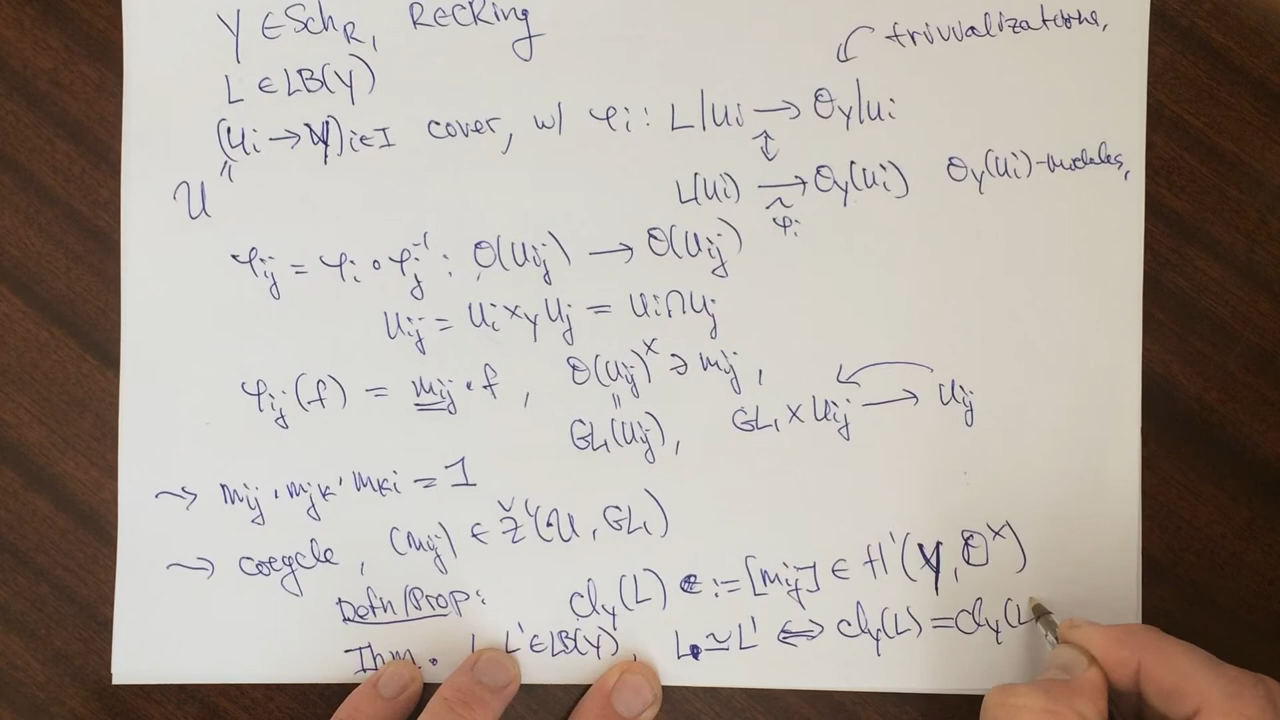 Y ∈ Sch_R, R ∈ CRing
L ∈ LB(Y)
trivializations,
(U_i → Y)_{i∈I} cover, w/ φ_i : L|U_i → O_Y|U_i
U
L(U_i) → O_Y(U_i) O_Y(U_i)-modules,
~ φ_i
φ_ij = φ_i ∘ φ_j^{-1} : O(U_ij) → O(U_ij)
U_ij = U_i ×_Y U_j = U_i ∩ U_j
φ_ij(f) = m_ij · f , O(U_ij)^× ∋ m_ij ,
GL_1(U_ij), GL_1 × U_ij → U_ij
⇝ m_ij · m_jk · m_ki = 1
⇝ cocycle, (m_ij) ∈ Ž^1(U, GL_1)
Defn/Prop: cl_Y(L) := [m_ij] ∈ H^1(Y, O^×)
Thm. L' ∈ LB(Y), L ≃ L' ⟺ cl_Y(L) = cl_Y(L